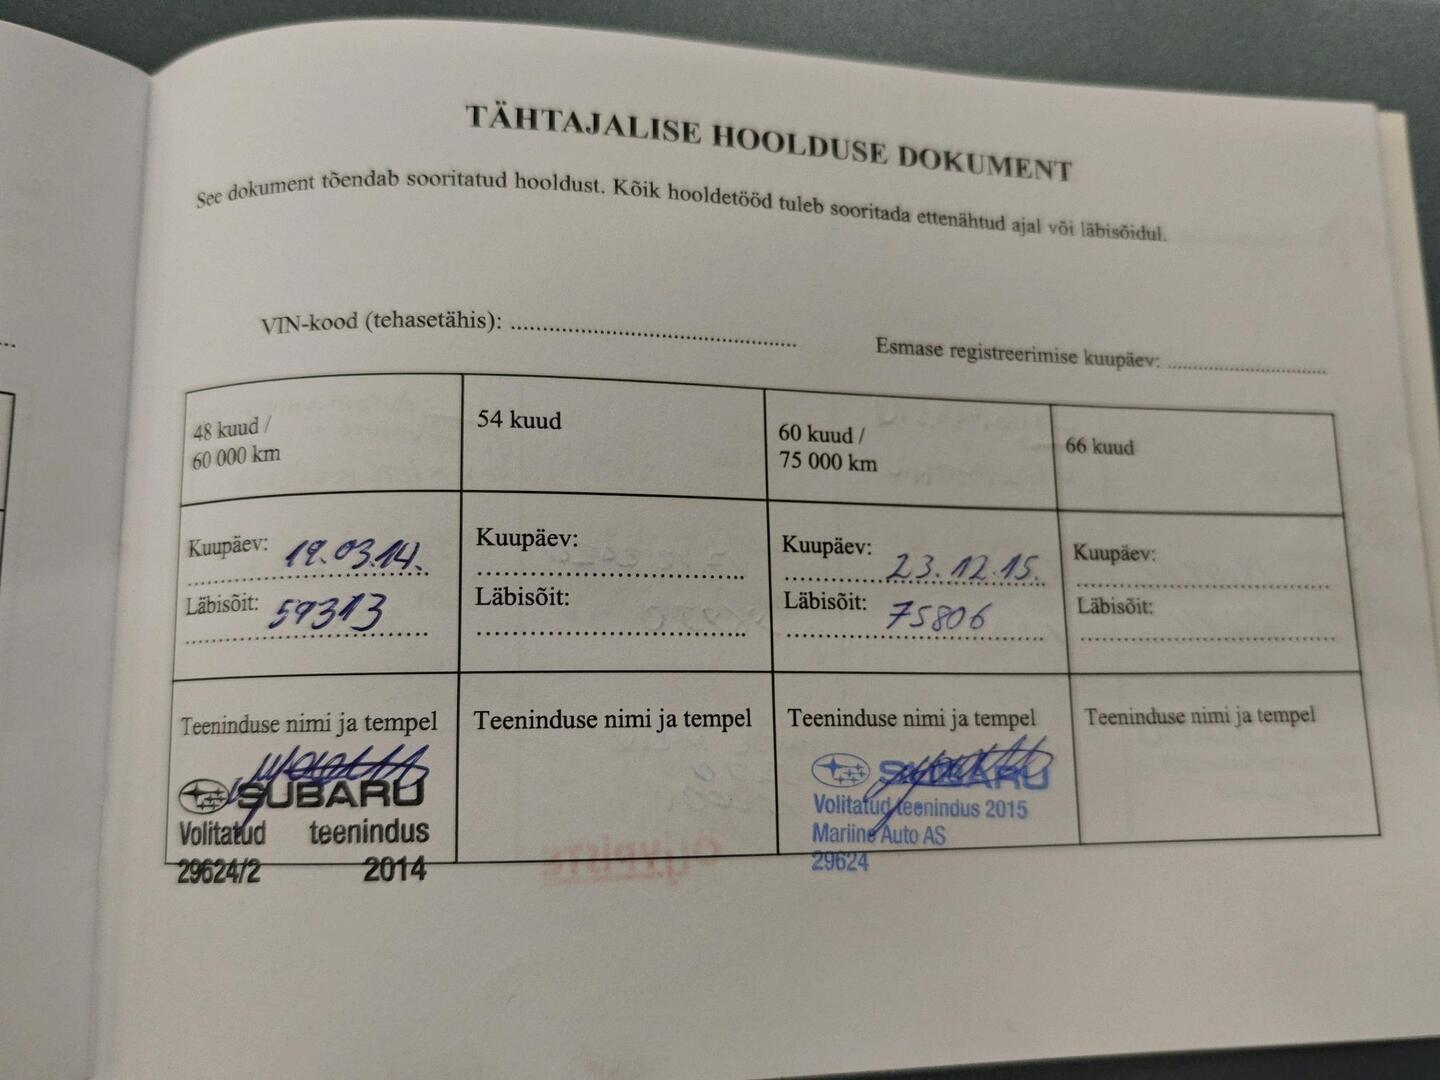 TÄHTAJALISE HOOLDUSE DOKUMENT
See dokument tõendab sooritatud hooldust. Kõik hooldetööd tuleb sooritada ettenähtud ajal või läbisõidul.
VIN-kood (tehasetähis): ............................................
Esmase registreerimise kuupäev: ..............................
48 kuud /
60 000 km
54 kuud
60 kuud /
75 000 km
66 kuud
Kuupäev: 19.03.14.
Läbisõit: 59313
Kuupäev:
Läbisõit:
Kuupäev: 23.12.15.
Läbisõit: 75806
Kuupäev:
Läbisõit:
Teeninduse nimi ja tempel
SUBARU
Volitatud teenindus
29624/2 2014
Teeninduse nimi ja tempel
Teeninduse nimi ja tempel
SUBARU
Volitatud teenindus 2015
Mariine Auto AS
29624
Teeninduse nimi ja tempel